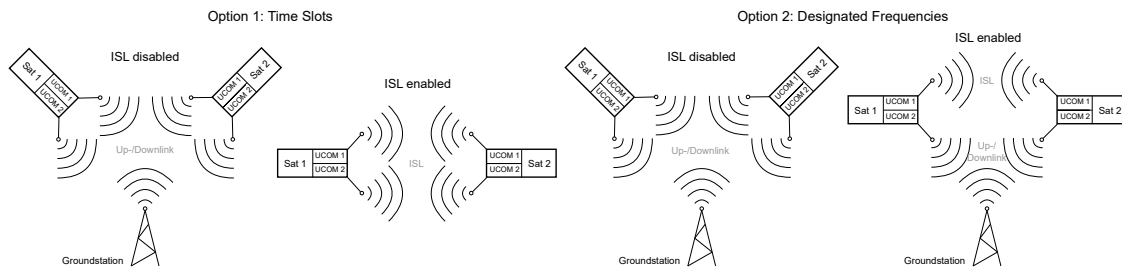 Option 1: Time Slots
ISL disabled
Sat 1
UCOM 1
UCOM 2
Sat 2
UCOM 1
UCOM 2
Up-/Downlink
Groundstation
ISL enabled
Sat 1
UCOM 1
UCOM 2
ISL
UCOM 1
UCOM 2
Sat 2
Option 2: Designated Frequencies
ISL disabled
Sat 1
UCOM 1
UCOM 2
Sat 2
UCOM 1
UCOM 2
Up-/Downlink
Groundstation
ISL enabled
ISL
Sat 1
UCOM 1
UCOM 2
UCOM 1
UCOM 2
Sat 2
Up-/
Downlink
Groundstation